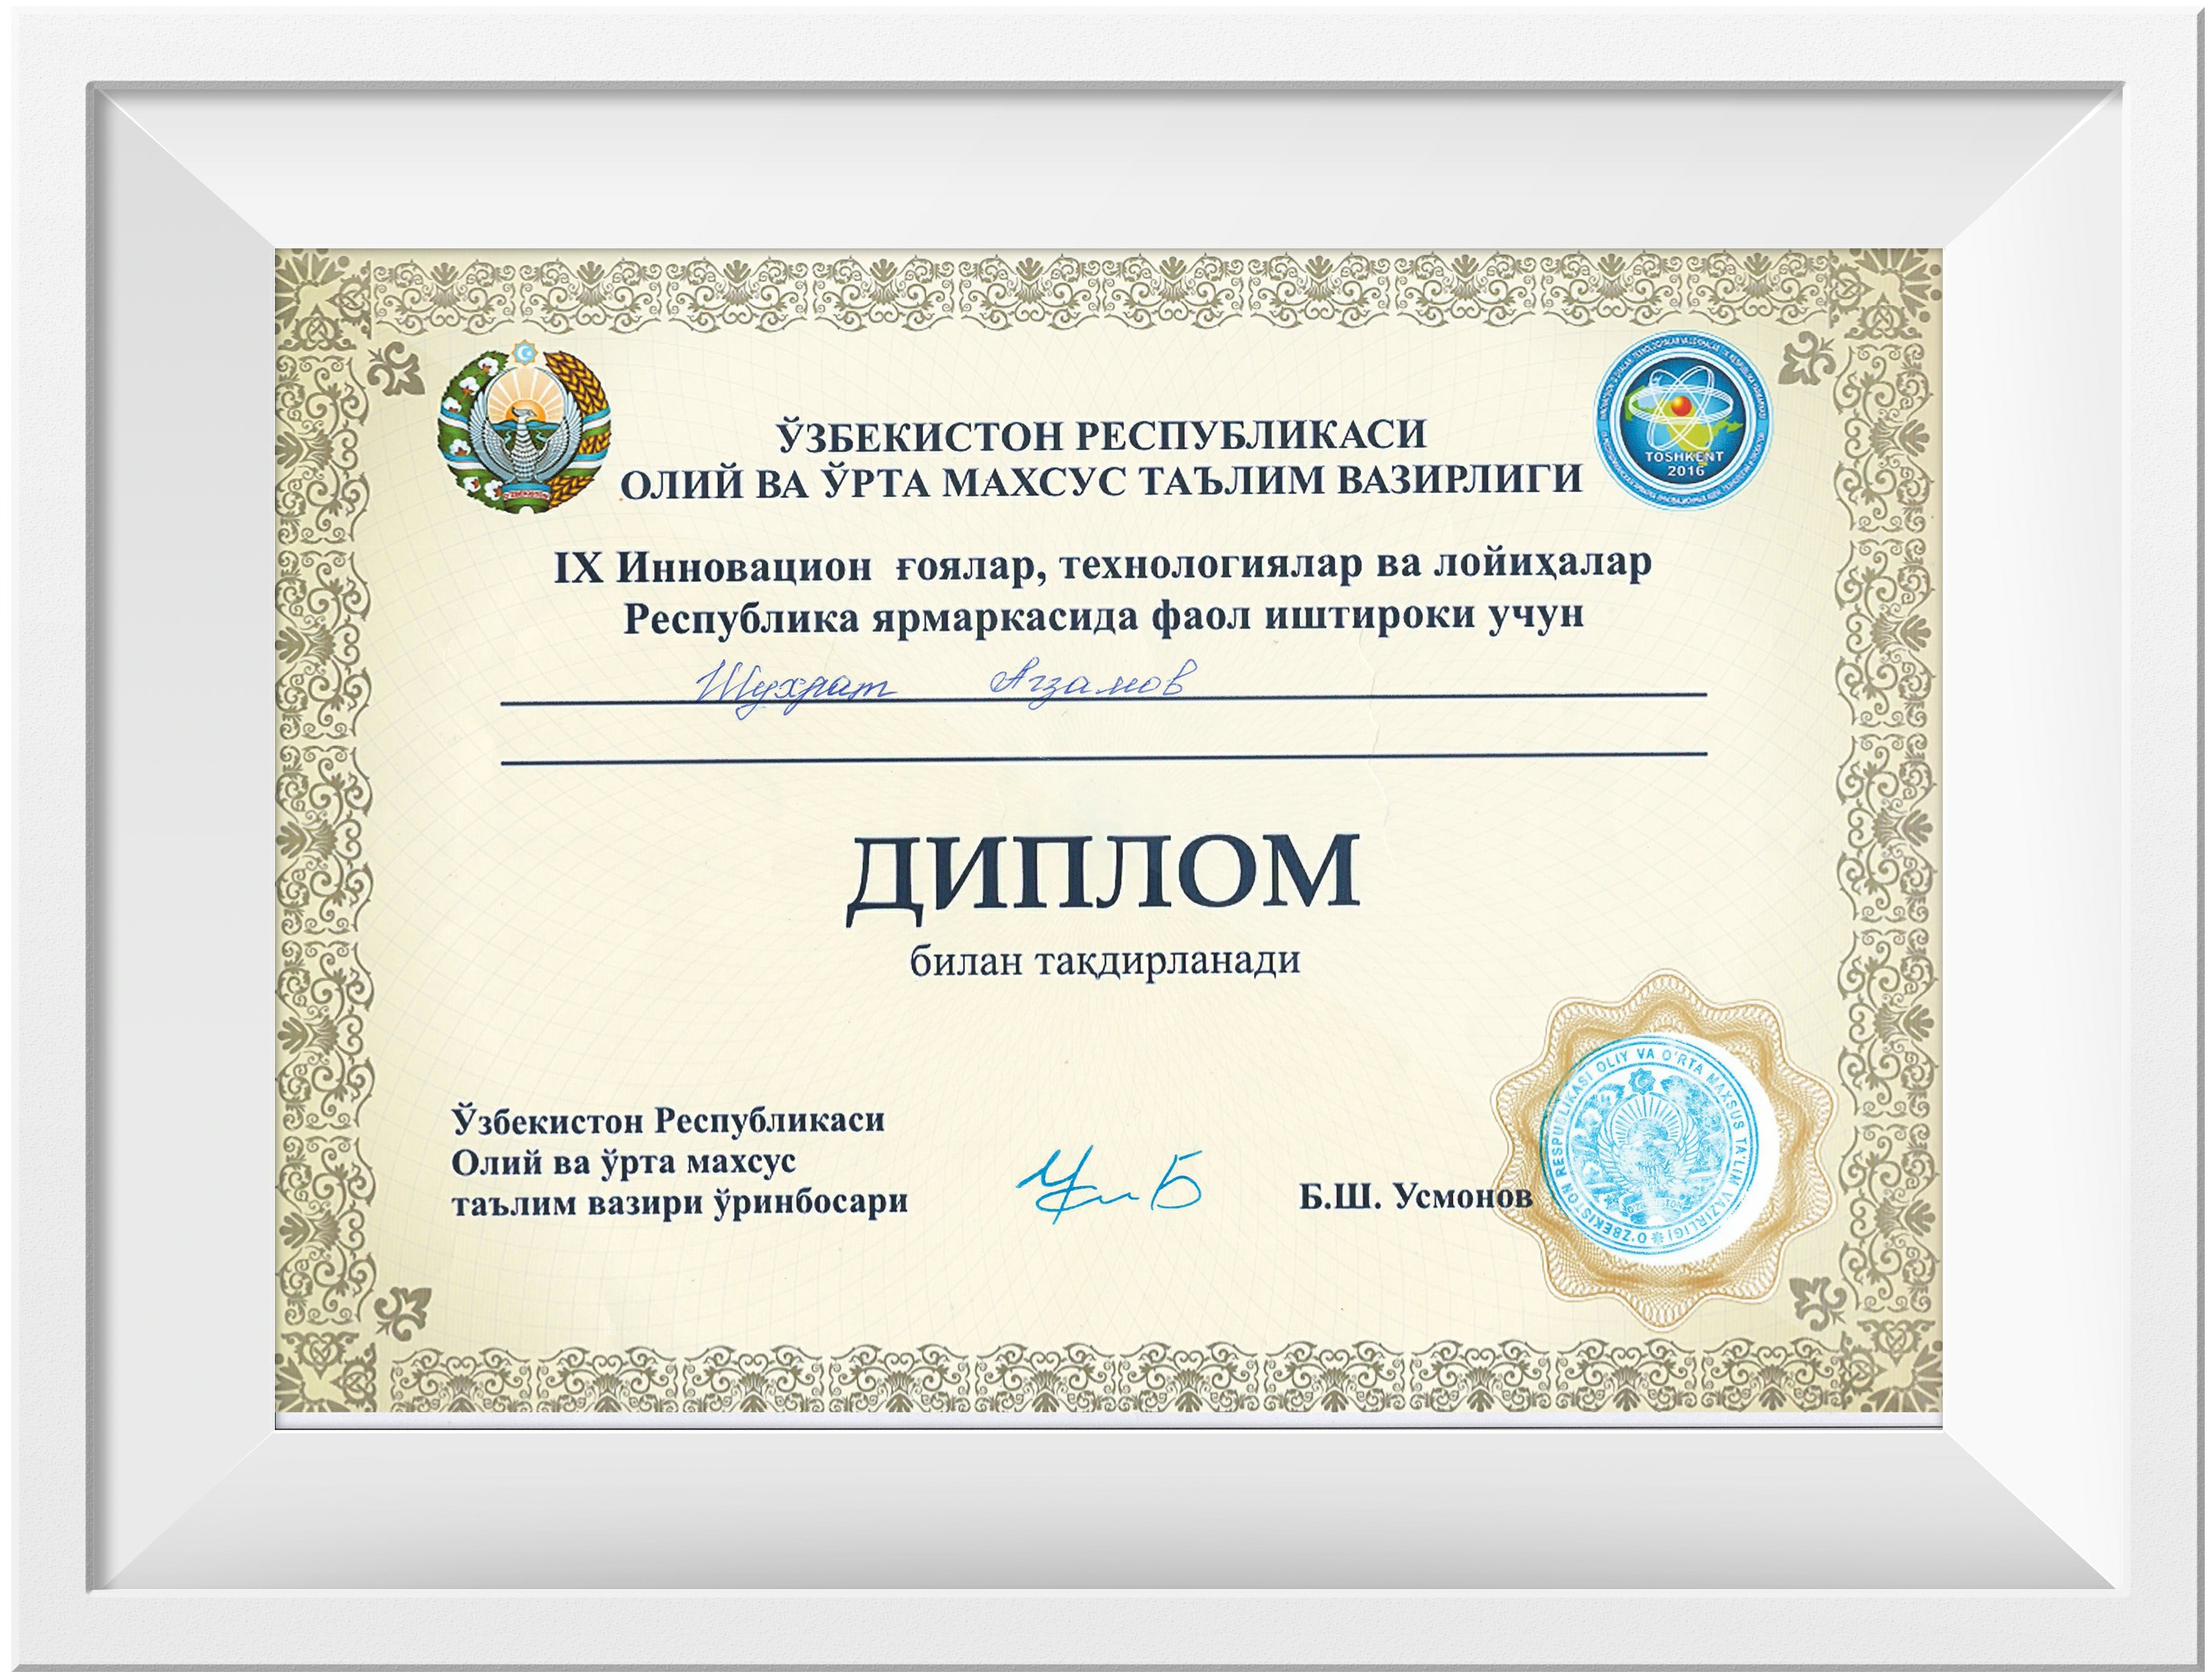 ЎЗБЕКИСТОН РЕСПУБЛИКАСИ
ОЛИЙ ВА ЎРТА МАХСУС ТАЪЛИМ ВАЗИРЛИГИ
TOSHKENT
2016
IX Инновацион ғоялар, технологиялар ва лойиҳалар
Республика ярмаркасида фаол иштироки учун
Шухрат Агзамов
ДИПЛОМ
билан тақдирланади
Ўзбекистон Республикаси
Олий ва ўрта махсус
таълим вазири ўринбосари
Б.Ш. Усмонов
O'ZBEKISTON RESPUBLIKASI OLIY VA O'RTA MAXSUS TA'LIM VAZIRLIGI